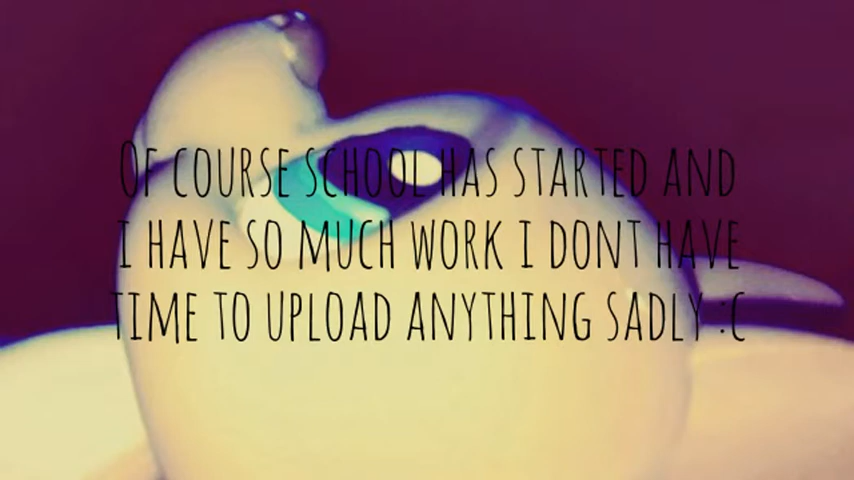 Of course school has started and
i have so much work i dont have
time to upload anything sadly :c